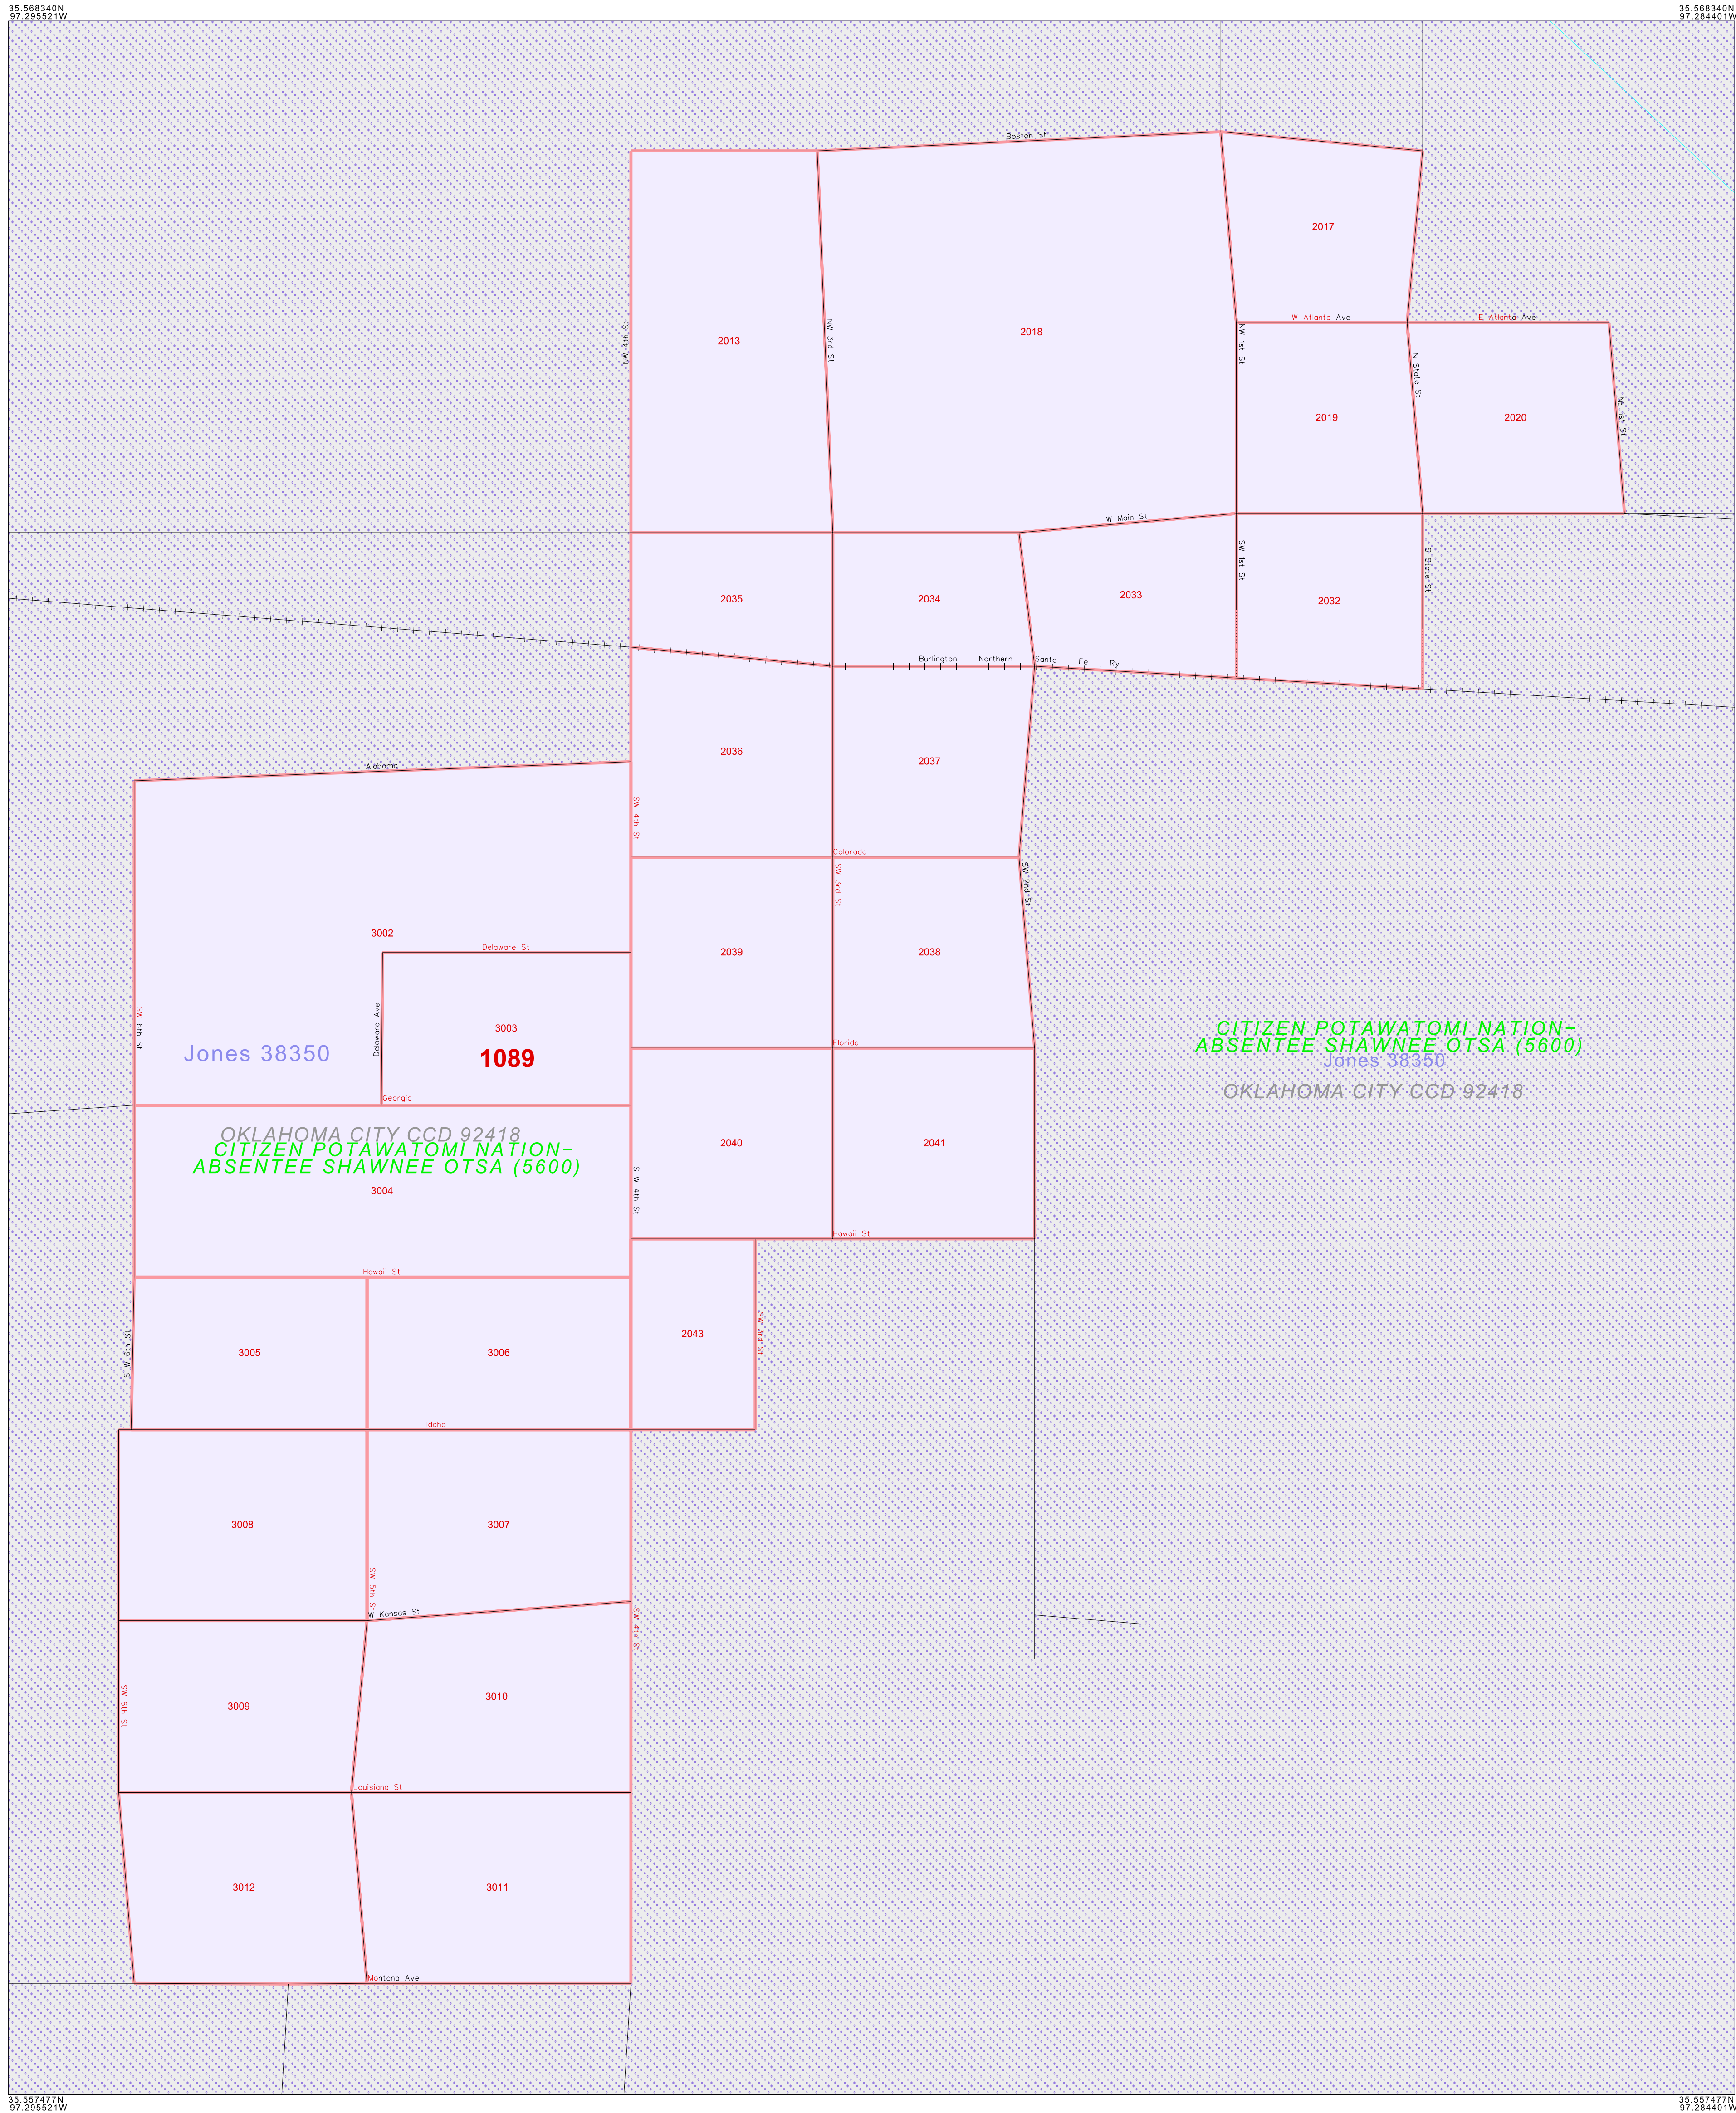 35.568340N
97.295521W
35.568340N
97.284401W
Boston St
2017
W Atlanta Ave
E Atlanta Ave
NW 4th St
NW 3rd St
NW 1st St
2013
2018
N State St
NE 1st St
2019
2020
W Main St
SW 1st St
S State St
2035
2034
2033
2032
Burlington Northern Santa Fe Ry
2036
2037
Alabama
SW 4th St
Colorado
SW 3rd St
SW 2nd St
3002
Delaware St
2039
2038
SW 6th St
Delaware Ave
3003
Jones 38350
1089
Florida
CITIZEN POTAWATOMI NATION-
ABSENTEE SHAWNEE OTSA (5600)
Jones 38350
OKLAHOMA CITY CCD 92418
Georgia
OKLAHOMA CITY CCD 92418
CITIZEN POTAWATOMI NATION-
ABSENTEE SHAWNEE OTSA (5600)
3004
2040
2041
S W 4th St
Hawaii St
Hawaii St
S W 6th St
3005
3006
2043
SW 3rd St
Idaho
3008
3007
SW 5th St
W Kansas St
SW 4th St
SW 6th St
3009
3010
Louisiana St
3012
3011
Montana Ave
35.557477N
97.295521W
35.557477N
97.284401W